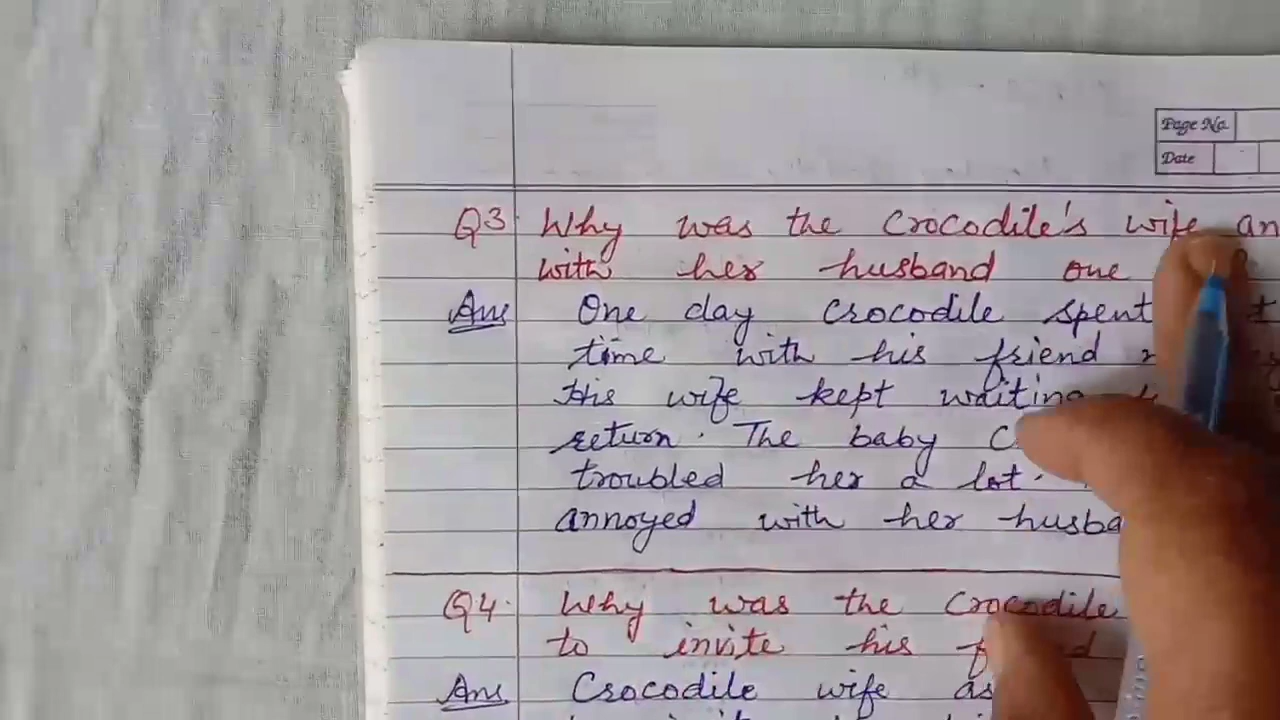 Page No.
Date
Q3. Why was the Crocodile's wife
with her husband one
Ans One day Crocodile spent
time with his friend
His wife kept waiting
return. The baby
troubled her a lot.
annoyed with her
Q4. Why was the Crocodile
to invite his
Ans Crocodile wife